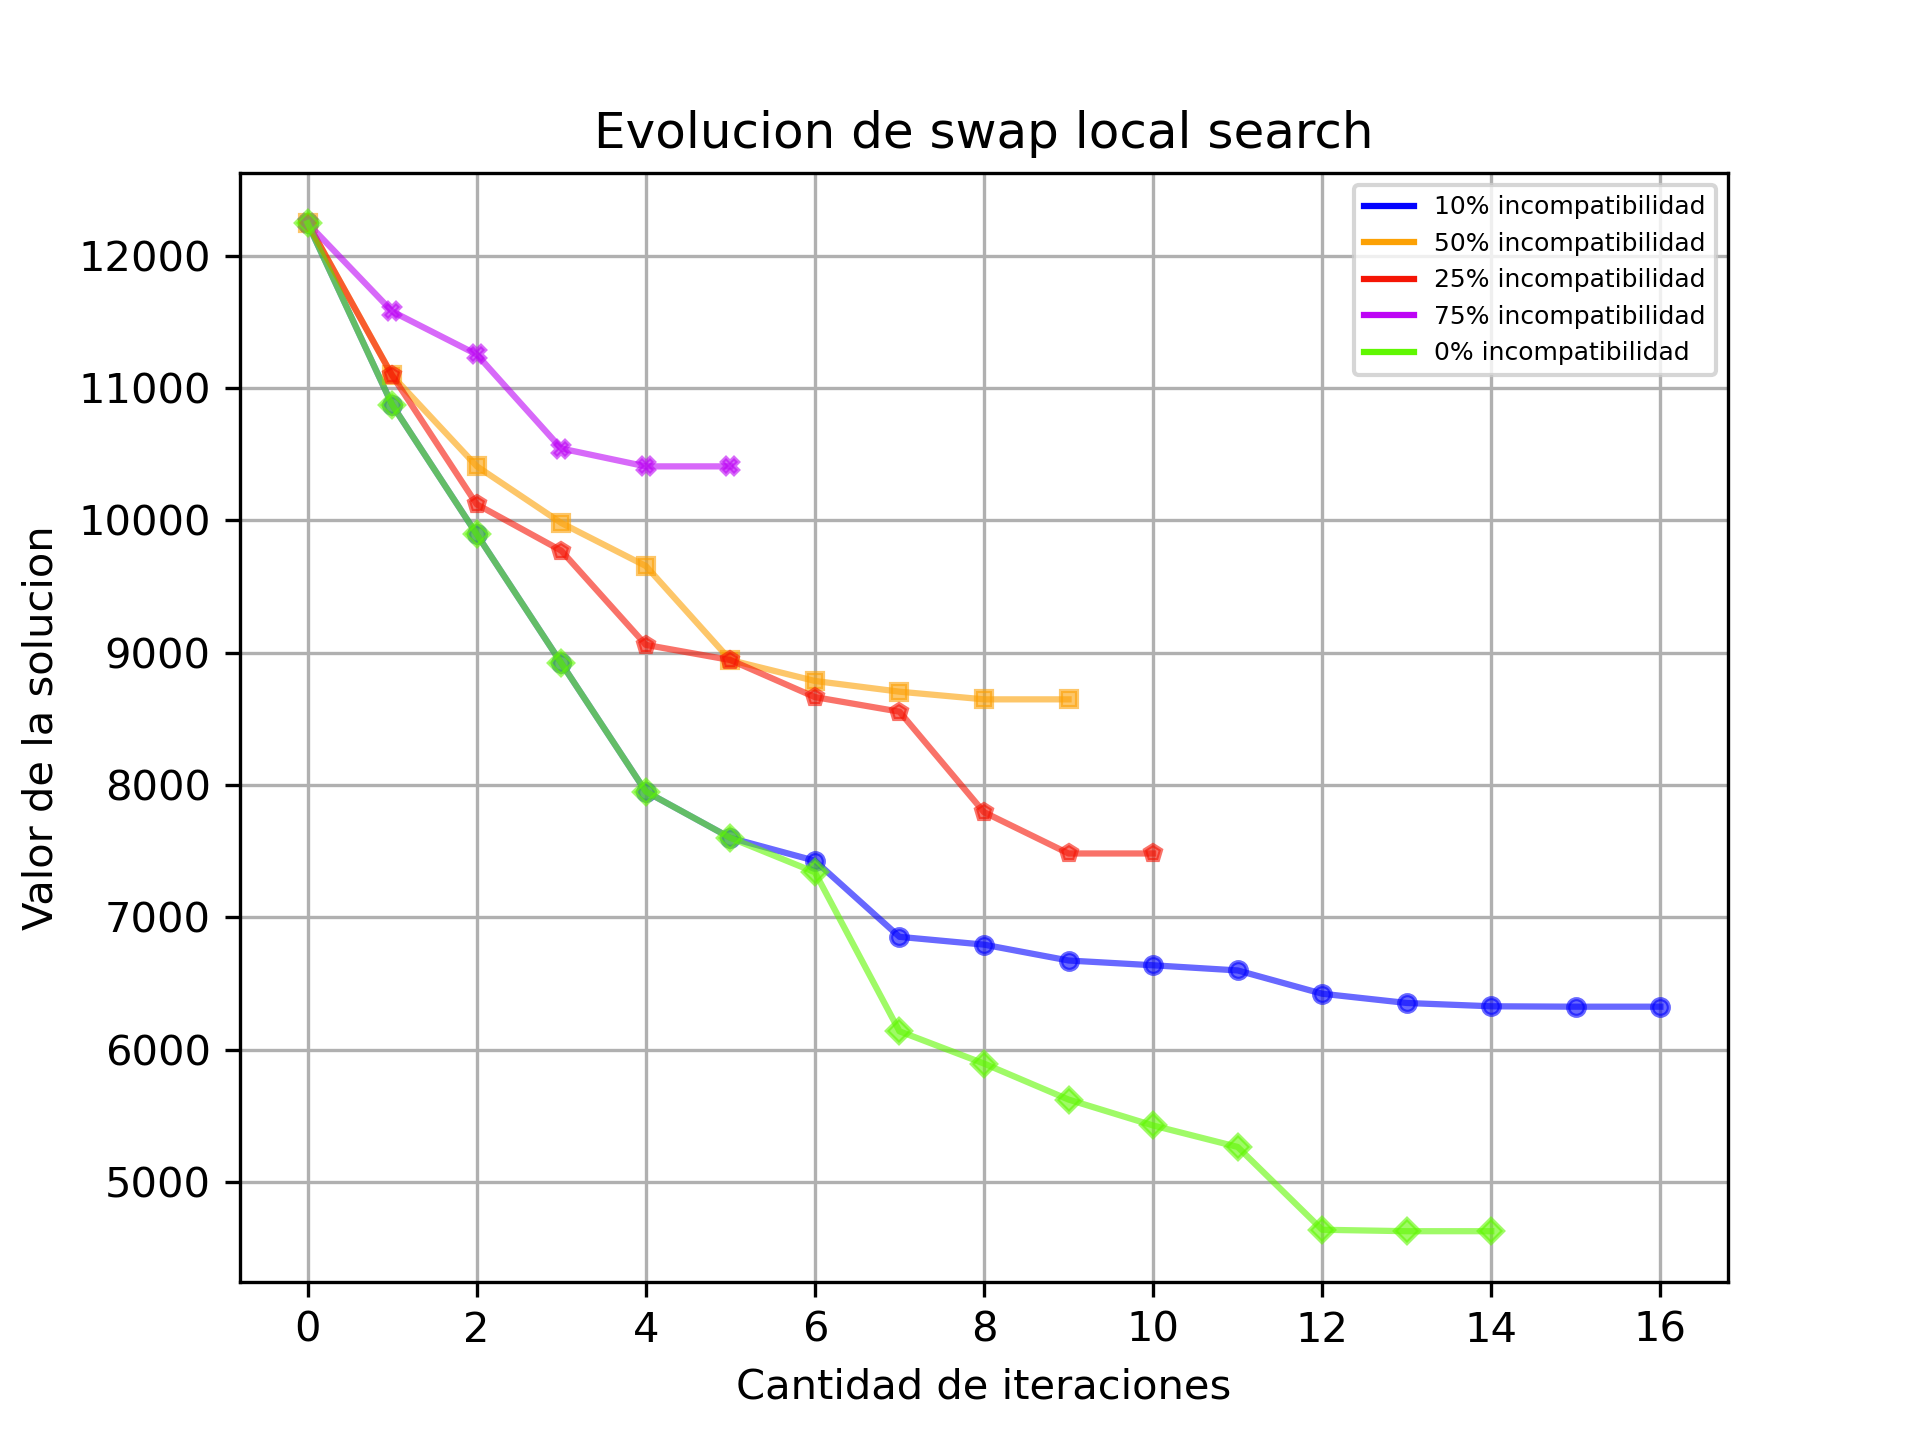 Evolucion de swap local search
10% incompatibilidad
50% incompatibilidad
25% incompatibilidad
75% incompatibilidad
0% incompatibilidad
12000
11000
10000
9000
8000
7000
6000
5000
Valor de la solucion
0 2 4 6 8 10 12 14 16
Cantidad de iteraciones